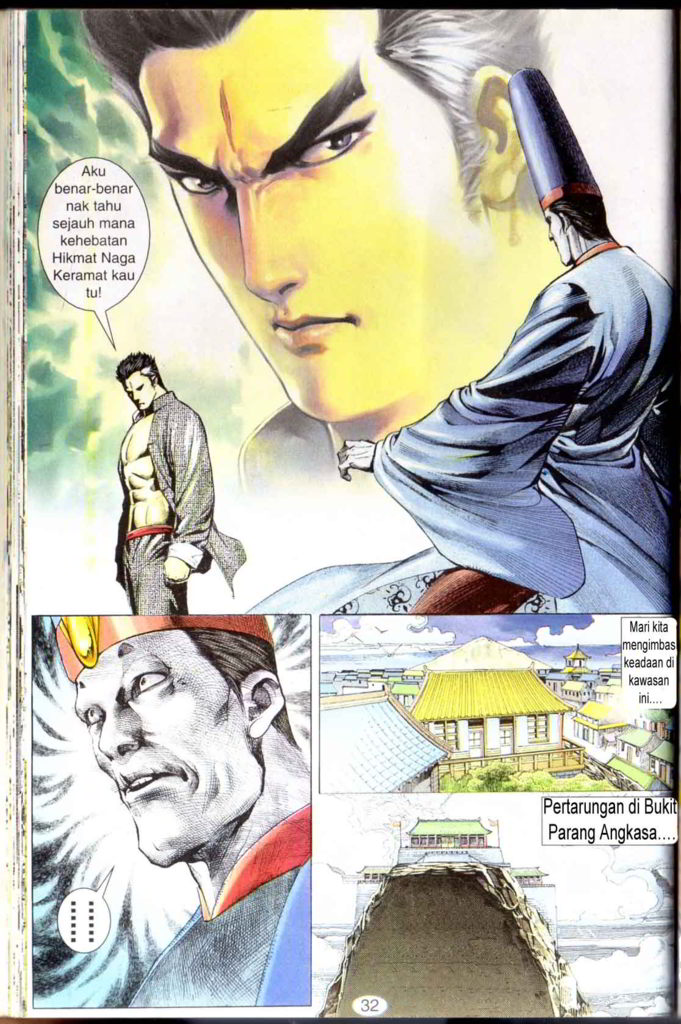 Aku
benar-benar
nak tahu
sejauh mana
kehebatan
Hikmat Naga
Keramat kau
tu!
Mari kita
mengimbas
keadaan di
kawasan
ini....
Pertarungan di Bukit
Parang Angkasa....
32